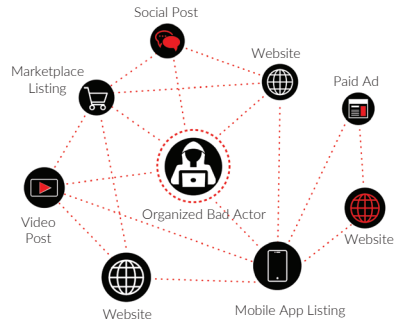 Social Post
Website
Marketplace
Listing
Paid Ad
Organized Bad Actor
Video
Post
Website
Mobile App Listing
Website